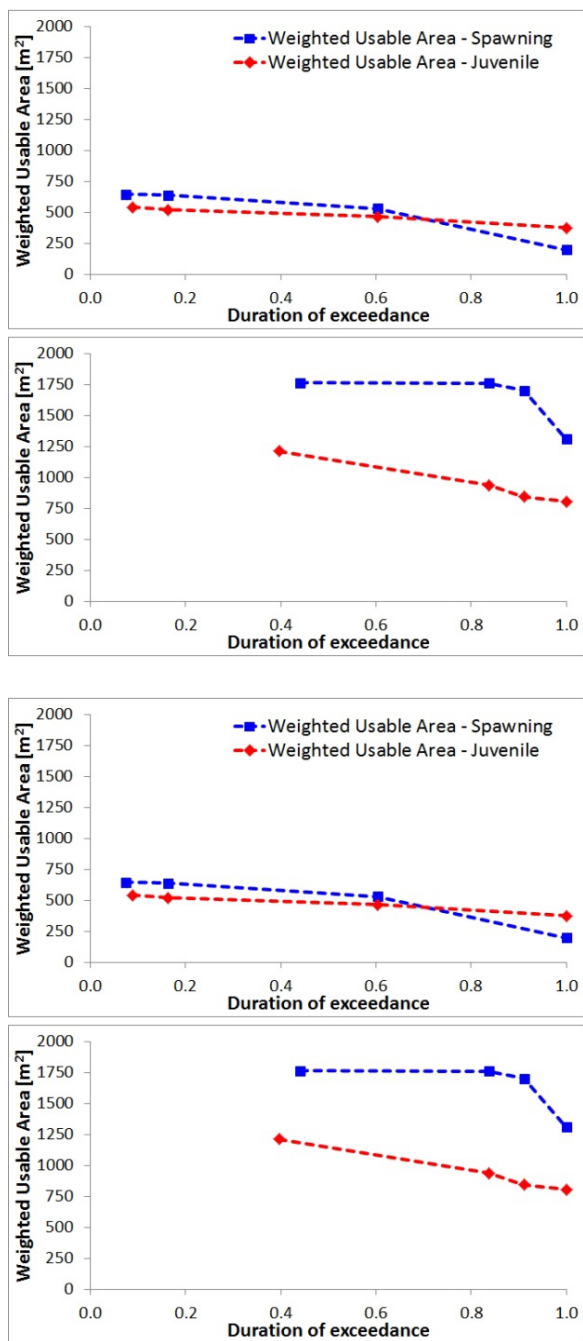 2000
Weighted Usable Area - Spawning
1750
Weighted Usable Area - Juvenile
1500
1250
1000
750
500
250
0
Weighted Usable Area [m²]
0.0 0.2 0.4 0.6 0.8 1.0
Duration of exceedance
2000
1750
1500
1250
1000
750
500
250
0
Weighted Usable Area [m²]
0.0 0.2 0.4 0.6 0.8 1.0
Duration of exceedance
2000
Weighted Usable Area - Spawning
1750
Weighted Usable Area - Juvenile
1500
1250
1000
750
500
250
0
Weighted Usable Area [m²]
0.0 0.2 0.4 0.6 0.8 1.0
Duration of exceedance
2000
1750
1500
1250
1000
750
500
250
0
Weighted Usable Area [m²]
0.0 0.2 0.4 0.6 0.8 1.0
Duration of exceedance